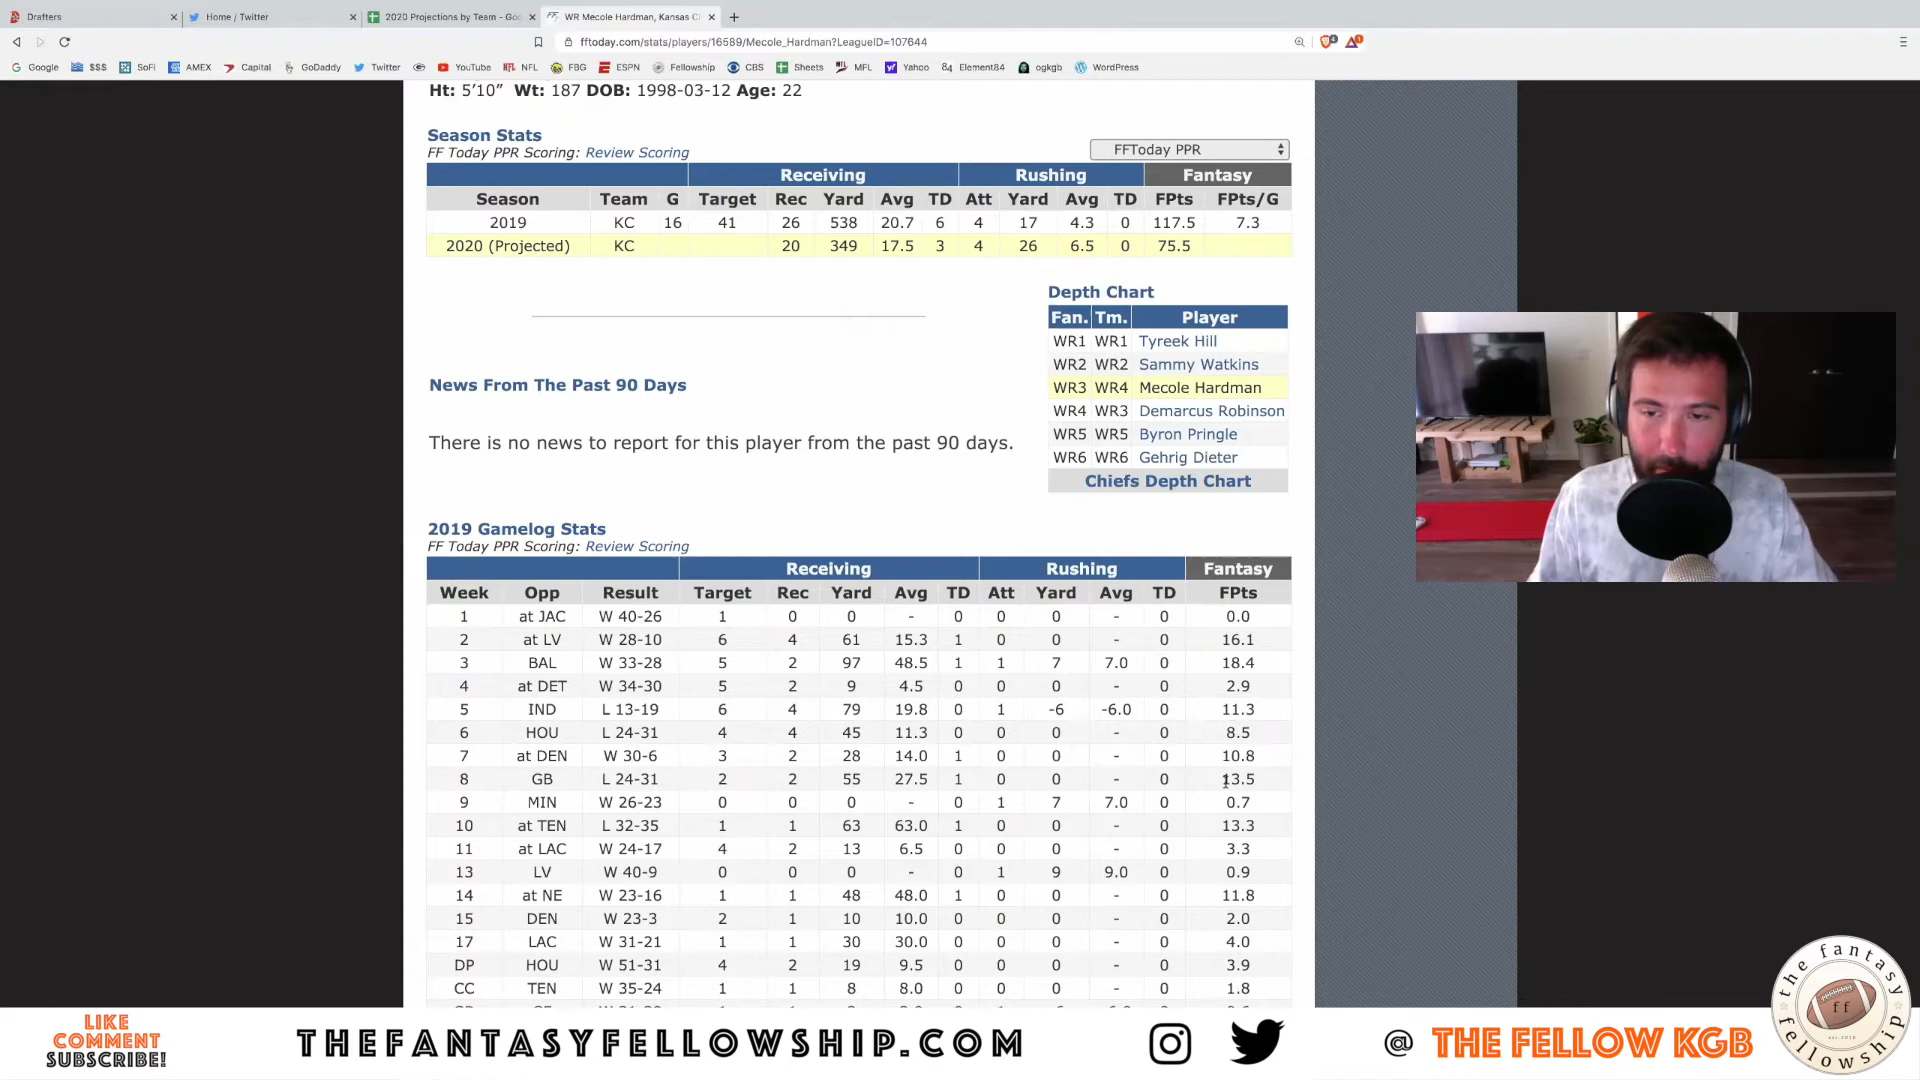 Drafters
Home / Twitter
2020 Projections by Team - Go
WR Mecole Hardman, Kansas C
fftoday.com/stats/players/16589/Mecole_Hardman?LeagueID=107644
Google $$$ SoFi AMEX Capital GoDaddy Twitter YouTube NFL FBG ESPN Fellowship CBS Sheets MFL Yahoo Element84 ogkgb WordPress
Ht: 5'10” Wt: 187 DOB: 1998-03-12 Age: 22
Season Stats
FF Today PPR Scoring: Review Scoring
FFToday PPR
Receiving Rushing Fantasy
Season Team G Target Rec Yard Avg TD Att Yard Avg TD FPts FPts/G
2019 KC 16 41 26 538 20.7 6 4 17 4.3 0 117.5 7.3
2020 (Projected) KC 20 349 17.5 3 4 26 6.5 0 75.5
Depth Chart
Fan. Tm. Player
WR1 WR1 Tyreek Hill
WR2 WR2 Sammy Watkins
WR3 WR4 Mecole Hardman
WR4 WR3 Demarcus Robinson
WR5 WR5 Byron Pringle
WR6 WR6 Gehrig Dieter
Chiefs Depth Chart
News From The Past 90 Days
There is no news to report for this player from the past 90 days.
2019 Gamelog Stats
FF Today PPR Scoring: Review Scoring
Receiving Rushing Fantasy
Week Opp Result Target Rec Yard Avg TD Att Yard Avg TD FPts
1 at JAC W 40-26 1 0 0 - 0 0 0 - 0 0.0
2 at LV W 28-10 6 4 61 15.3 1 0 0 - 0 16.1
3 BAL W 33-28 5 2 97 48.5 1 1 7 7.0 0 18.4
4 at DET W 34-30 5 2 9 4.5 0 0 0 - 0 2.9
5 IND L 13-19 6 4 79 19.8 0 1 -6 -6.0 0 11.3
6 HOU L 24-31 4 4 45 11.3 0 0 0 - 0 8.5
7 at DEN W 30-6 3 2 28 14.0 1 0 0 - 0 10.8
8 GB L 24-31 2 2 55 27.5 1 0 0 - 0 13.5
9 MIN W 26-23 0 0 0 - 0 1 7 7.0 0 0.7
10 at TEN L 32-35 1 1 63 63.0 1 0 0 - 0 13.3
11 at LAC W 24-17 4 2 13 6.5 0 0 0 - 0 3.3
13 LV W 40-9 0 0 0 - 0 1 9 9.0 0 0.9
14 at NE W 23-16 1 1 48 48.0 1 0 0 - 0 11.8
15 DEN W 23-3 2 1 10 10.0 0 0 0 - 0 2.0
17 LAC W 31-21 1 1 30 30.0 0 0 0 - 0 4.0
DP HOU W 51-31 4 2 19 9.5 0 0 0 - 0 3.9
CC TEN W 35-24 1 1 8 8.0 0 0 0 - 0 1.8
LIKE
COMMENT
SUBSCRIBE!
THEFANTASYFELLOWSHIP.COM
@ THE FELLOW KGB
the fantasy
ff
fellowship